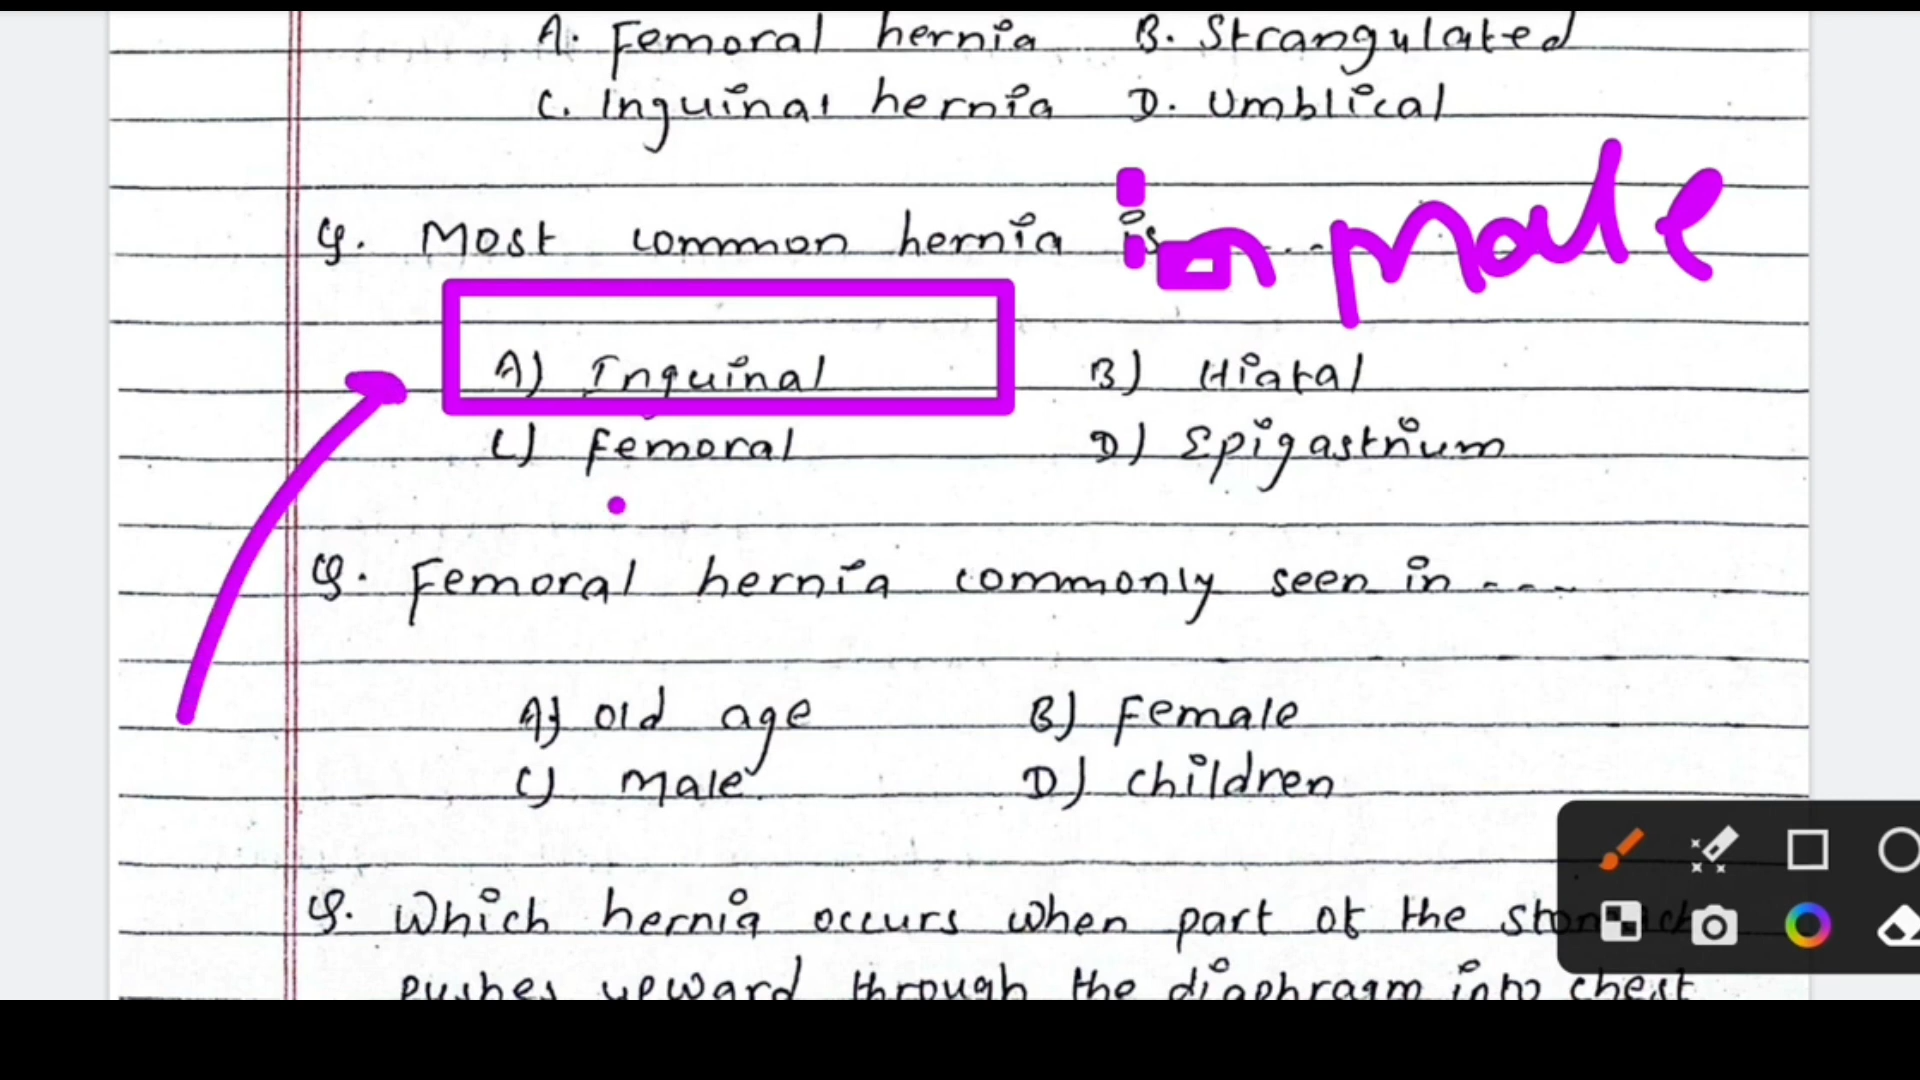 A. Femoral hernia B. Strangulated
C. Inguinal hernia D. Umblical
Q. Most common hernia is ... in male
A) Inguinal B) Hiatal
C) femoral D) Epigastrium
Q. Femoral hernia commonly seen in ----
A) old age B) Female
C) male D) children
Q. Which hernia occurs when part of the stomach
pushes upward through the diaphragm into chest